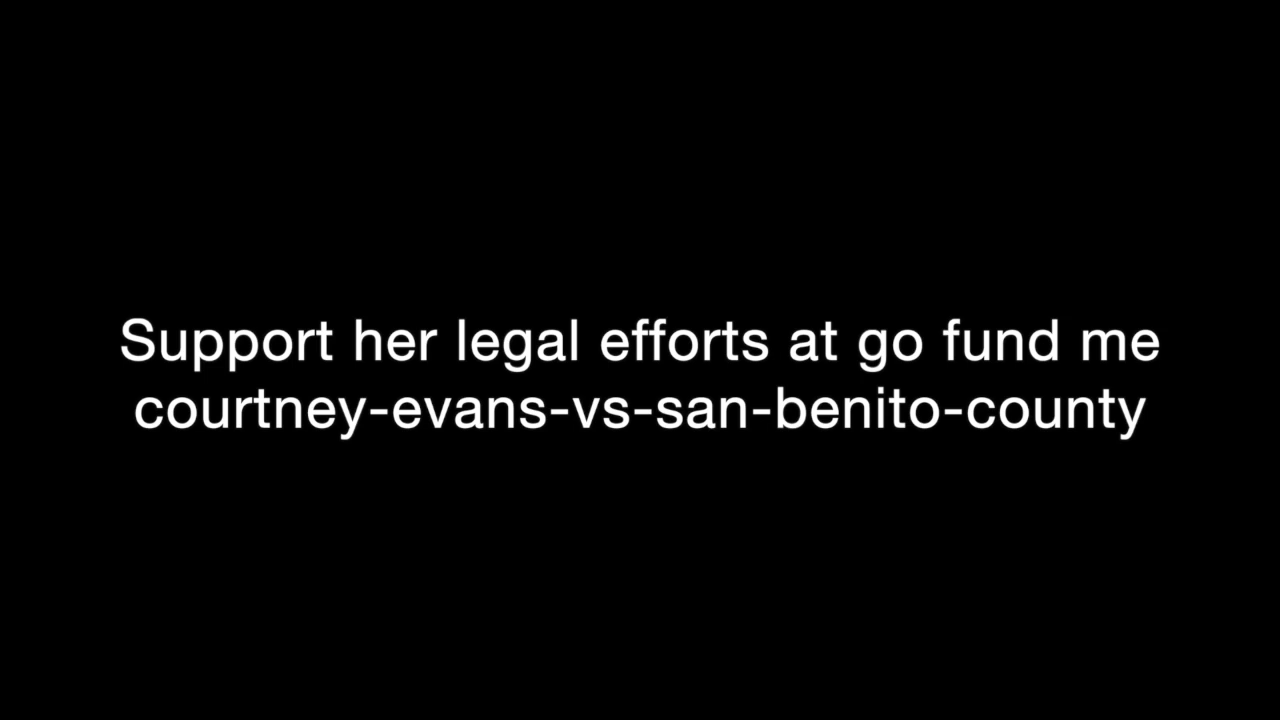 Support her legal efforts at go fund me
courtney-evans-vs-san-benito-county